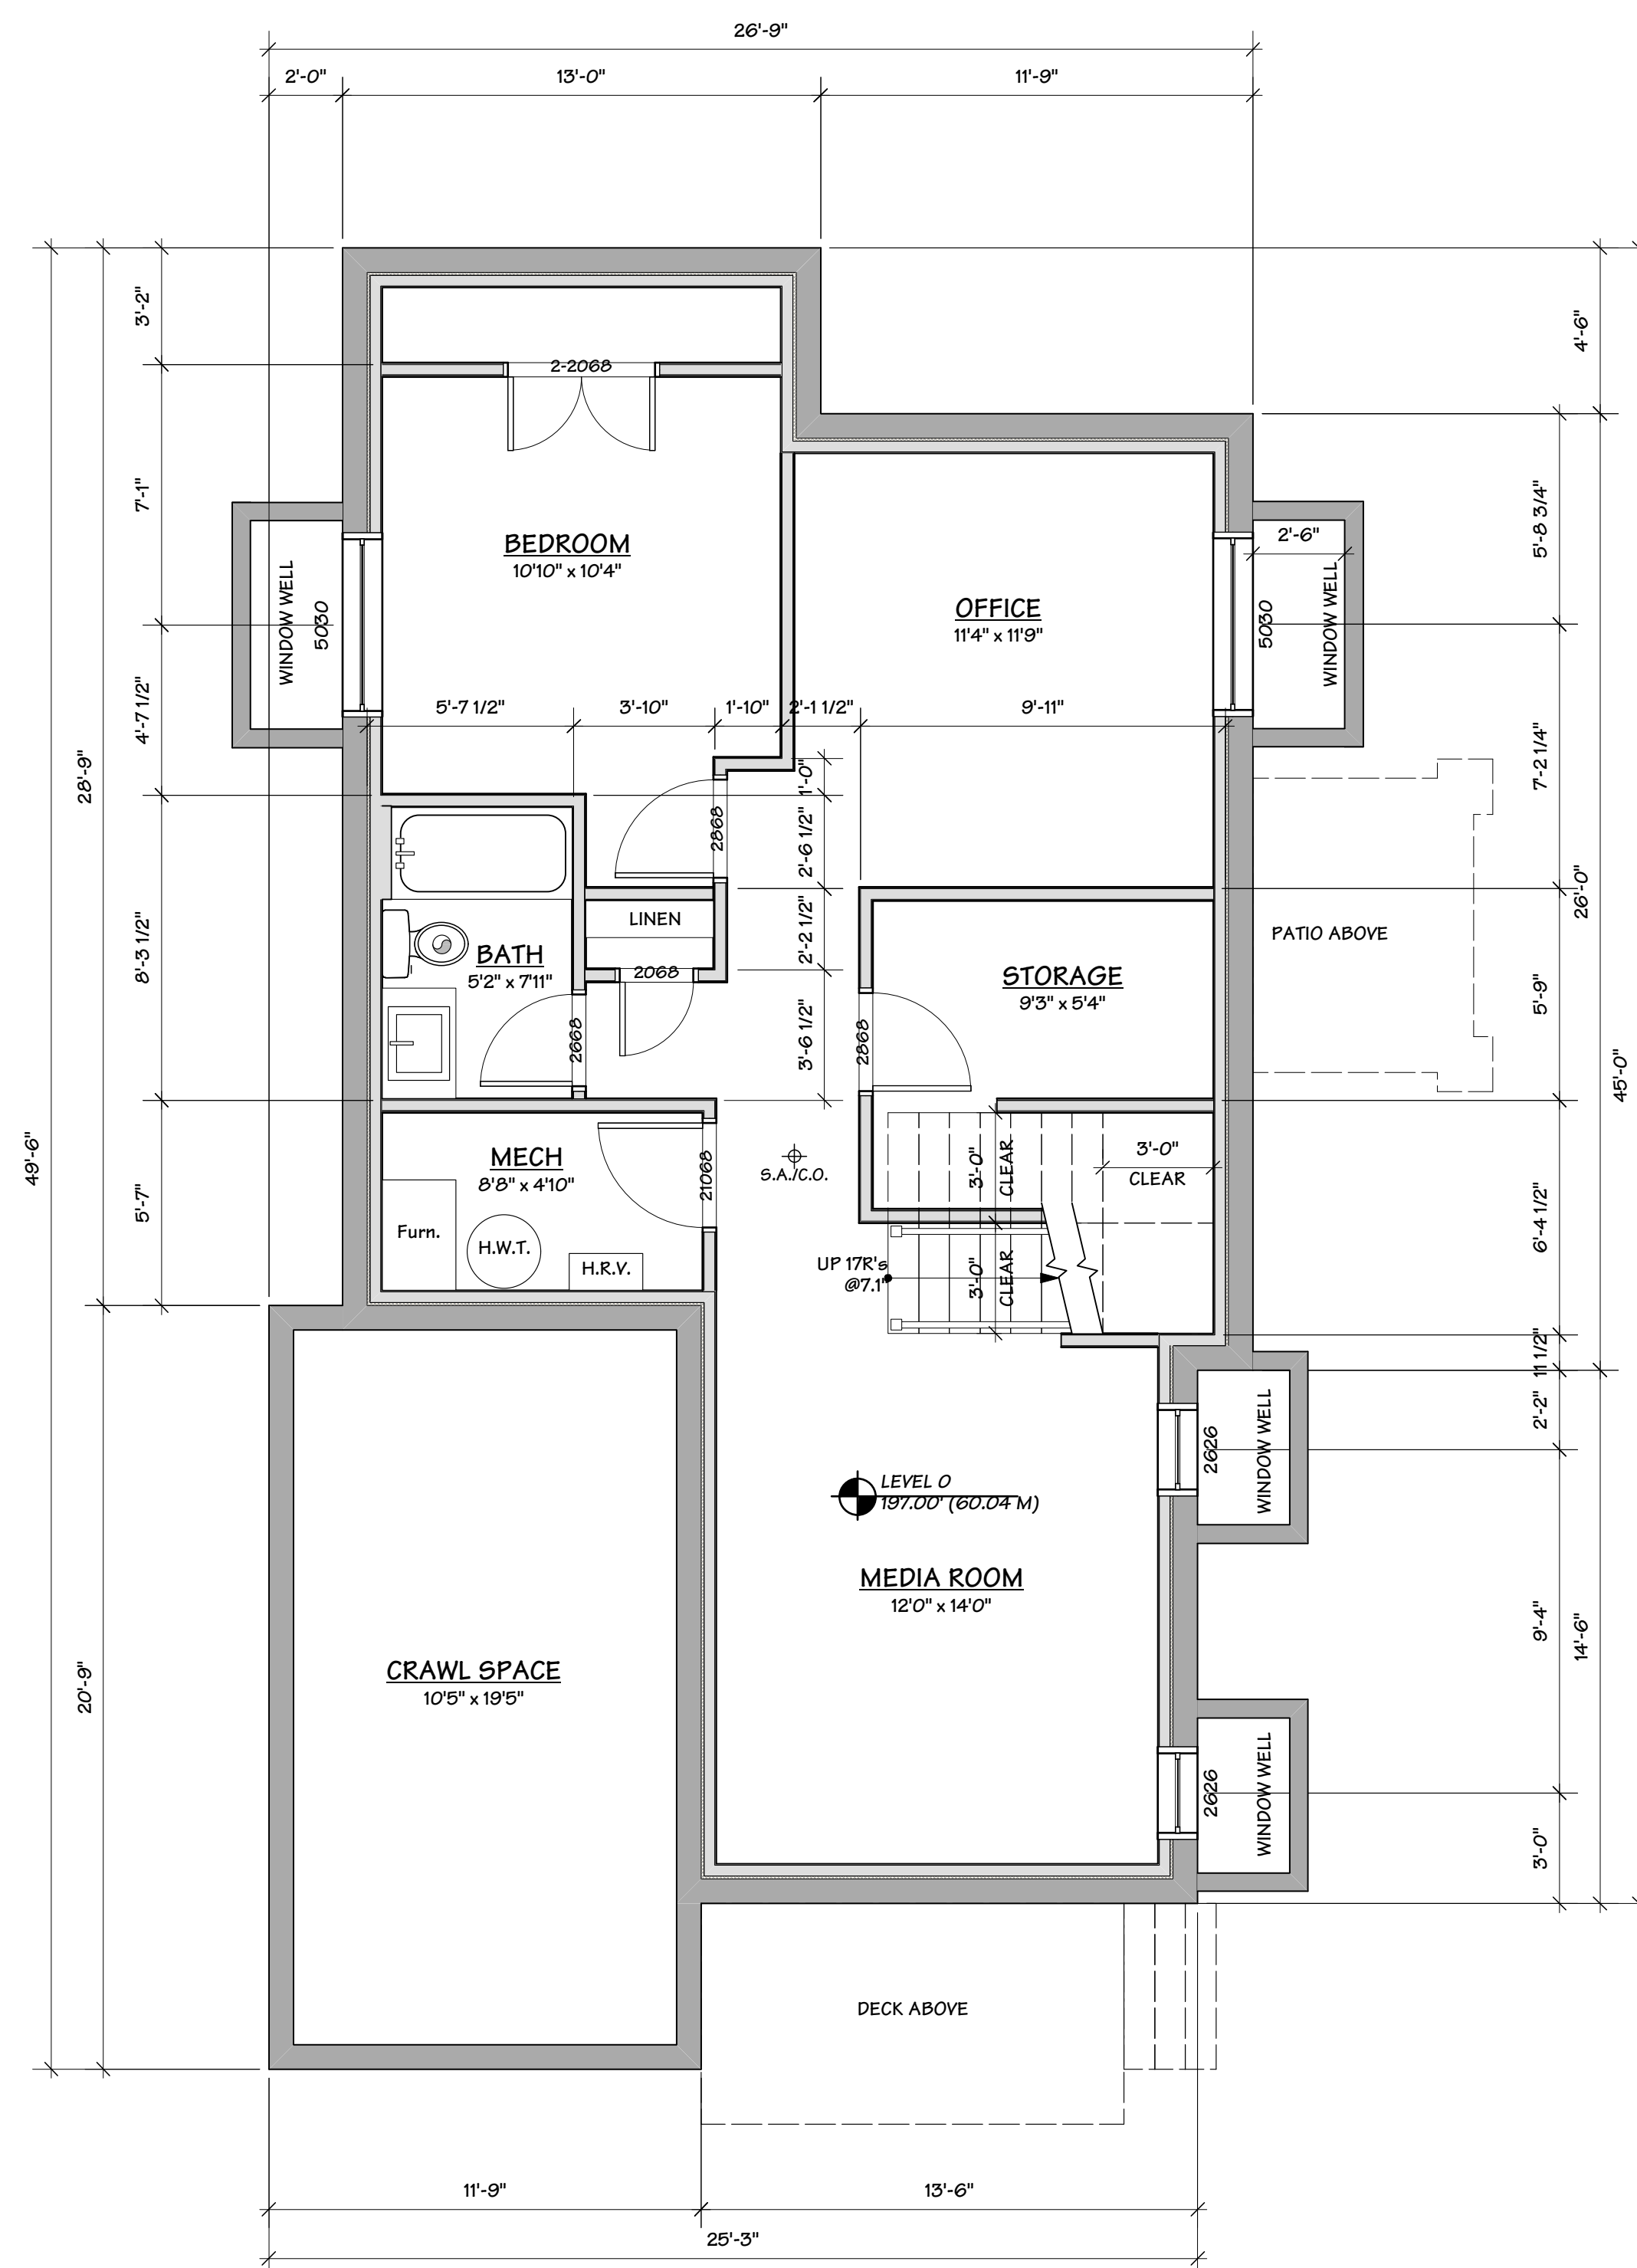 26'-9"
2'-0"
13'-0"
11'-9"
3'-2"
4'-6"
2-2068
7'-1"
BEDROOM
10'10" x 10'4"
OFFICE
11'4" x 11'9"
5'-8 3/4"
2'-6"
WINDOW WELL
5030
5030
WINDOW WELL
4'-7 1/2"
5'-7 1/2"
3'-10"
1'-10"
2'-1 1/2"
9'-11"
28'-9"
1'-0"
7'-2 1/4"
2868
2'-6 1/2"
26'-0"
LINEN
2'-2 1/2"
PATIO ABOVE
8'-3 1/2"
BATH
5'2" x 7'11"
2068
STORAGE
9'3" x 5'4"
5'-9"
2668
3'-6 1/2"
2868
45'-0"
49'-6"
MECH
8'8" x 4'10"
21068
S.A./C.O.
3'-0"
CLEAR
3'-0"
CLEAR
5'-7"
Furn.
H.W.T.
H.R.V.
6'-4 1/2"
UP 17R's
@7.1"
3'-0"
CLEAR
11 1/2"
2'-2"
2626
WINDOW WELL
LEVEL 0
197.00' (60.04 M)
MEDIA ROOM
12'0" x 14'0"
9'-4"
14'-6"
CRAWL SPACE
10'5" x 19'5"
20'-9"
2626
WINDOW WELL
3'-0"
DECK ABOVE
11'-9"
13'-6"
25'-3"